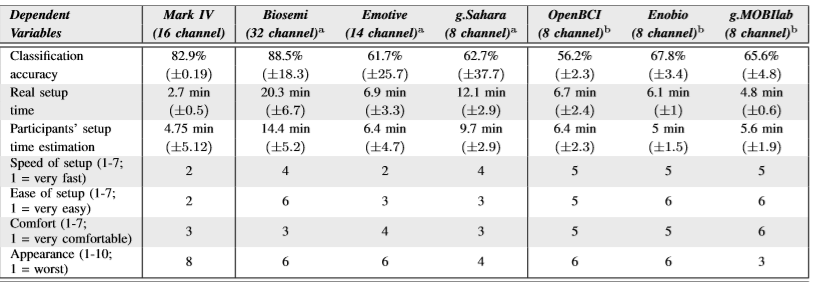 Dependent Mark IV Biosemi Emotive g.Sahara OpenBCI Enobio g.MOBIlab
Variables (16 channel) (32 channel)ᵃ (14 channel)ᵃ (8 channel)ᵃ (8 channel)ᵇ (8 channel)ᵇ (8 channel)ᵇ
Classification 82.9% 88.5% 61.7% 62.7% 56.2% 67.8% 65.6%
accuracy (±0.19) (±18.3) (±25.7) (±37.7) (±2.3) (±3.4) (±4.8)
Real setup 2.7 min 20.3 min 6.9 min 12.1 min 6.7 min 6.1 min 4.8 min
time (±0.5) (±6.7) (±3.3) (±2.9) (±2.4) (±1) (±0.6)
Participants' setup 4.75 min 14.4 min 6.4 min 9.7 min 6.4 min 5 min 5.6 min
time estimation (±5.12) (±5.2) (±4.7) (±2.9) (±2.3) (±1.5) (±1.9)
Speed of setup (1-7;
1 = very fast) 2 4 2 4 5 5 5
Ease of setup (1-7;
1 = very easy) 2 6 3 3 5 6 6
Comfort (1-7;
1 = very comfortable) 3 3 4 3 5 5 6
Appearance (1-10;
1 = worst) 8 6 6 4 6 6 3